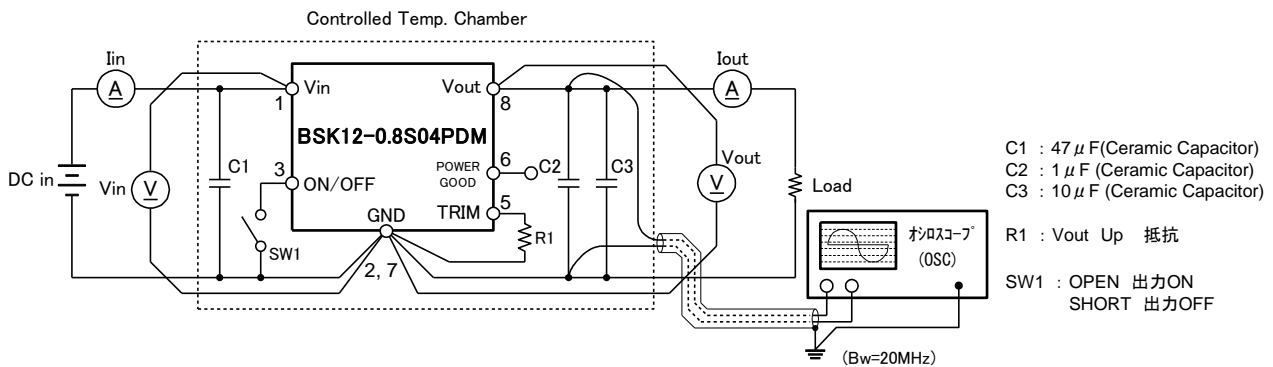 Controlled Temp. Chamber
Iin
A
Vin
1
Vout
8
Iout
A
BSK12-0.8S04PDM
C1
3
ON/OFF
POWER
GOOD
6
C2
C3
DC in
Vin
V
Vout
V
Load
GND
TRIM
5
R1
SW1
2, 7
オシロスコープ
(OSC)
(Bw=20MHz)
C1 : 47μF(Ceramic Capacitor)
C2 : 1μF (Ceramic Capacitor)
C3 : 10μF (Ceramic Capacitor)
R1 : Vout Up 抵抗
SW1 : OPEN 出力ON
SHORT 出力OFF